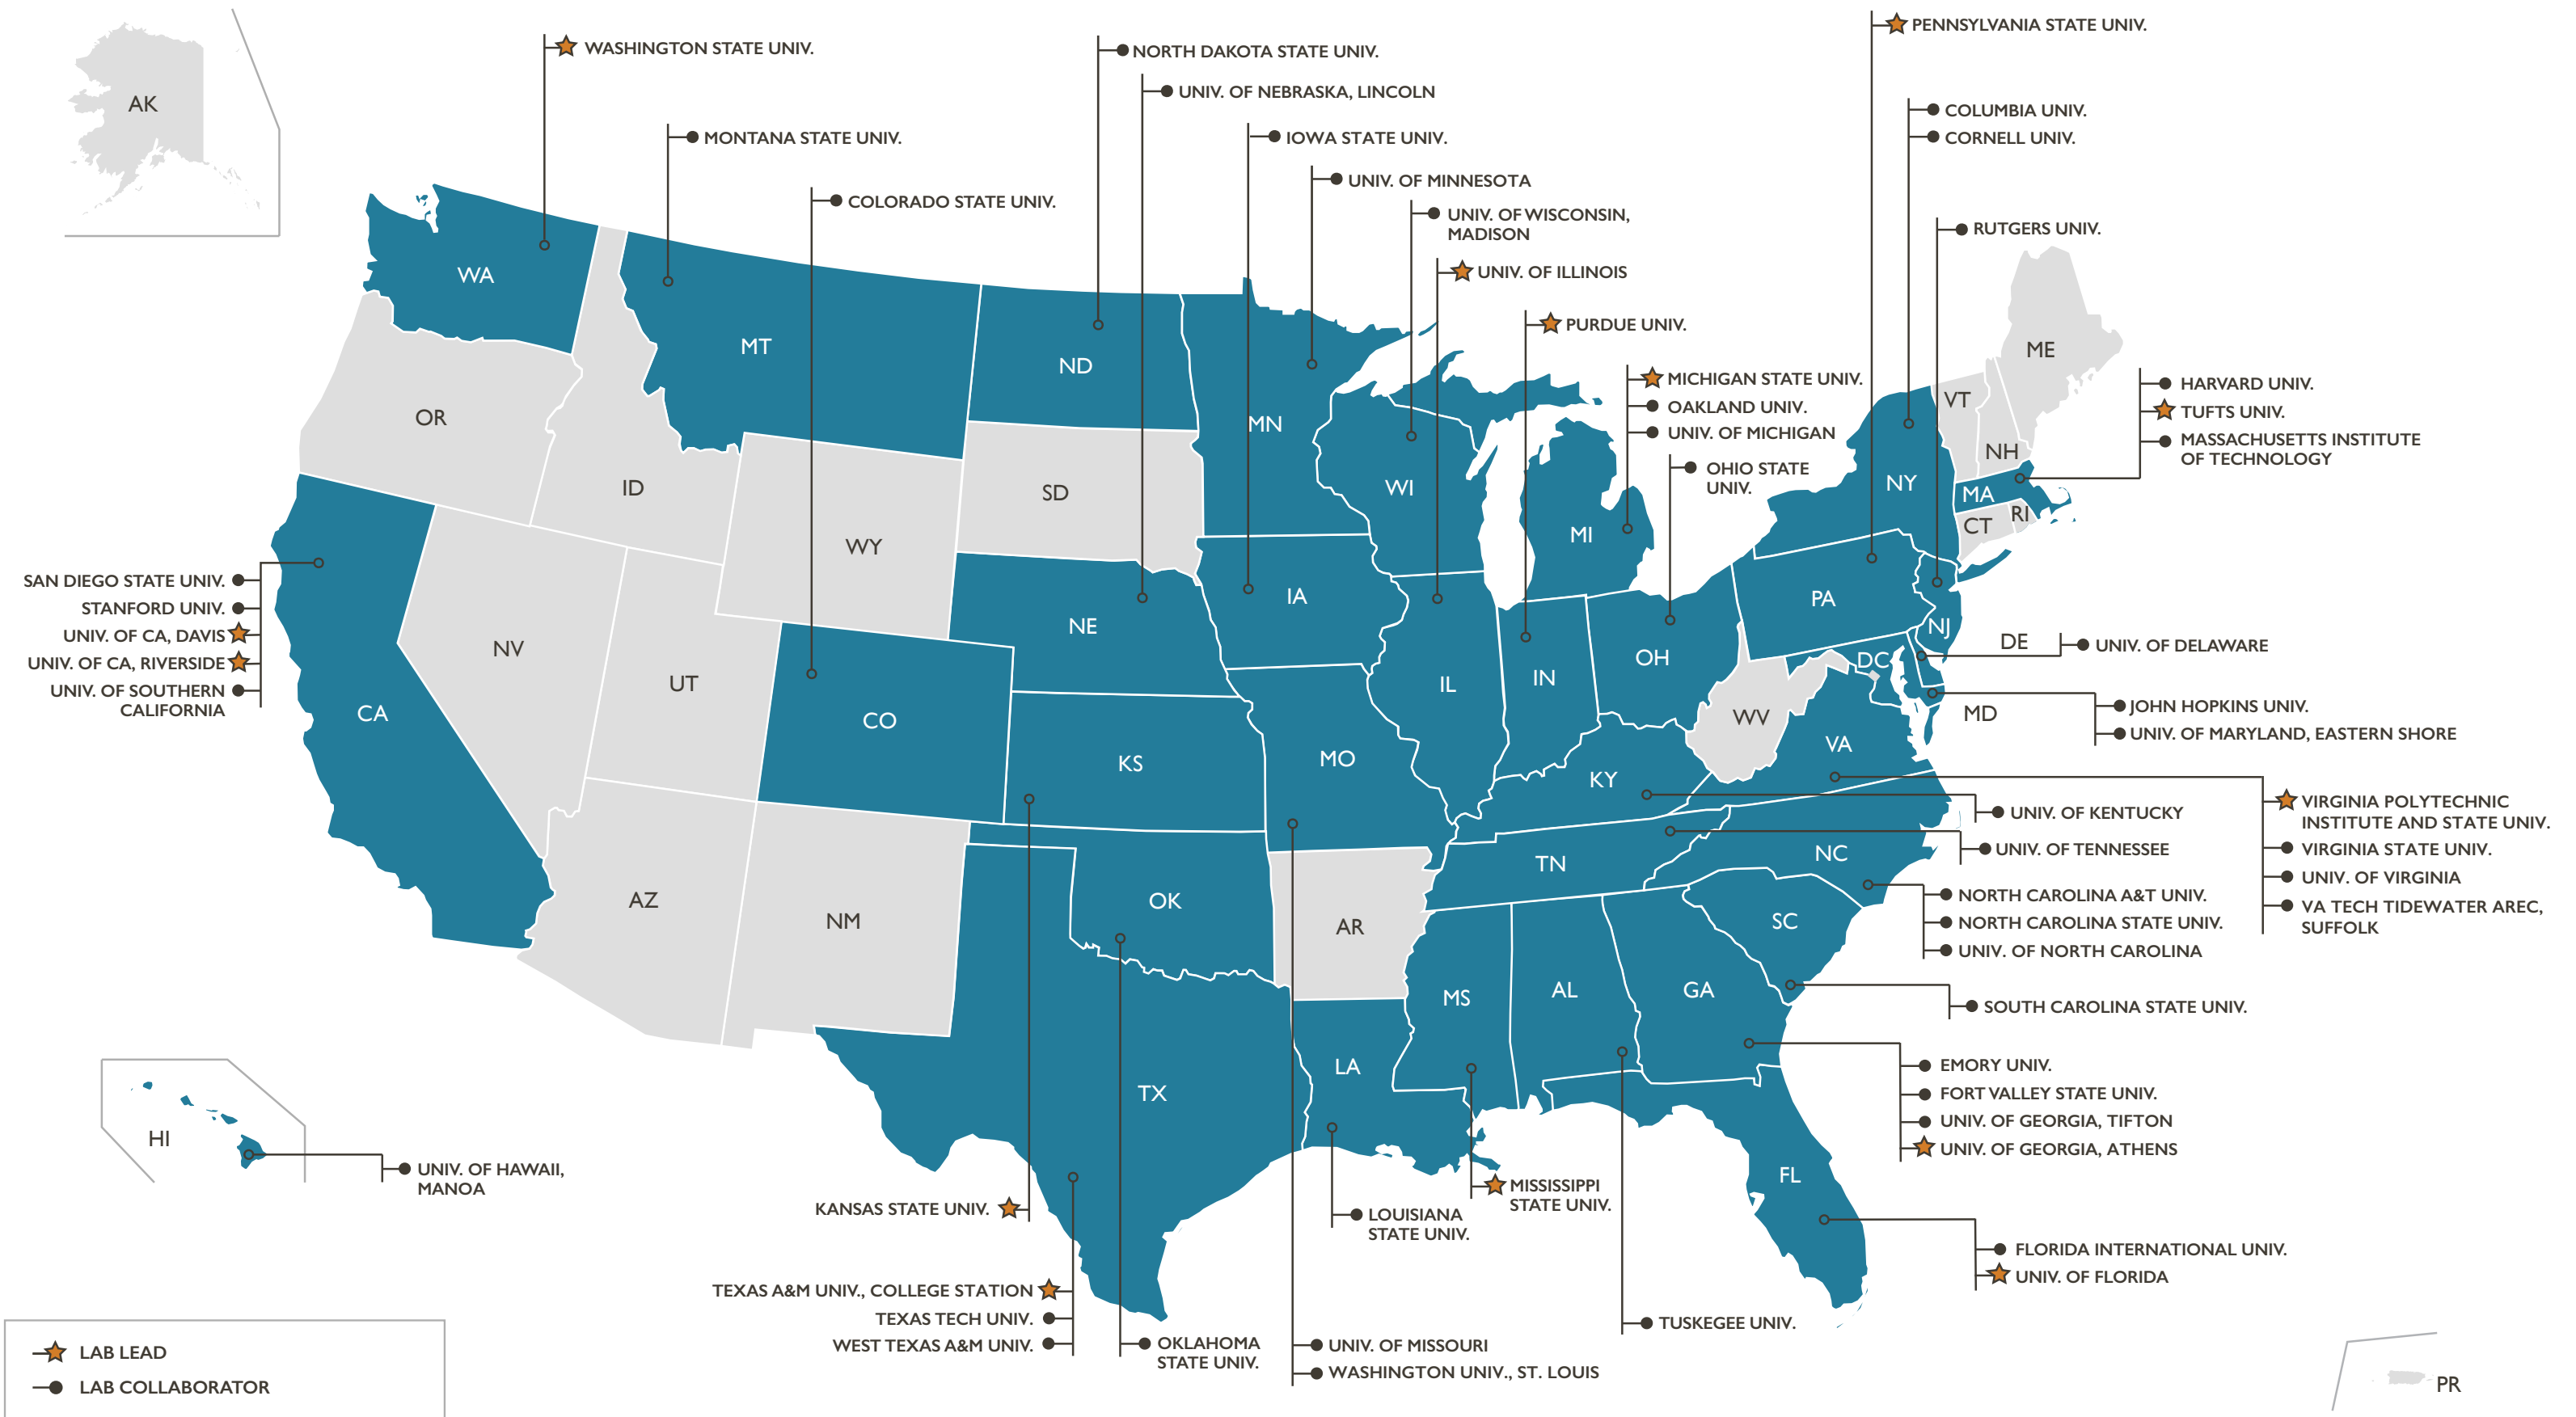 AK
WASHINGTON STATE UNIV.
MONTANA STATE UNIV.
COLORADO STATE UNIV.
NORTH DAKOTA STATE UNIV.
UNIV. OF NEBRASKA, LINCOLN
IOWA STATE UNIV.
UNIV. OF MINNESOTA
UNIV. OF WISCONSIN,
MADISON
UNIV. OF ILLINOIS
PURDUE UNIV.
MICHIGAN STATE UNIV.
OAKLAND UNIV.
UNIV. OF MICHIGAN
OHIO STATE
UNIV.
PENNSYLVANIA STATE UNIV.
COLUMBIA UNIV.
CORNELL UNIV.
RUTGERS UNIV.
HARVARD UNIV.
TUFTS UNIV.
MASSACHUSETTS INSTITUTE
OF TECHNOLOGY
WA
MT
ND
MN
OR
ID
SD
WY
WI
MI
NY
VT
NH
ME
MA
CT
RI
SAN DIEGO STATE UNIV.
STANFORD UNIV.
UNIV. OF CA, DAVIS
UNIV. OF CA, RIVERSIDE
UNIV. OF SOUTHERN
CALIFORNIA
CA
NV
UT
CO
NE
IA
KS
MO
IL
IN
OH
PA
NJ
DE
UNIV. OF DELAWARE
DC
MD
JOHN HOPKINS UNIV.
UNIV. OF MARYLAND, EASTERN SHORE
WV
VA
KY
UNIV. OF KENTUCKY
VIRGINIA POLYTECHNIC
INSTITUTE AND STATE UNIV.
VIRGINIA STATE UNIV.
UNIV. OF VIRGINIA
VA TECH TIDEWATER AREC,
SUFFOLK
TN
UNIV. OF TENNESSEE
NC
NORTH CAROLINA A&T UNIV.
NORTH CAROLINA STATE UNIV.
UNIV. OF NORTH CAROLINA
AZ
NM
OK
AR
SC
SOUTH CAROLINA STATE UNIV.
MS
AL
GA
EMORY UNIV.
FORT VALLEY STATE UNIV.
UNIV. OF GEORGIA, TIFTON
UNIV. OF GEORGIA, ATHENS
TX
LA
FL
HI
UNIV. OF HAWAII,
MANOA
KANSAS STATE UNIV.
LOUISIANA
STATE UNIV.
MISSISSIPPI
STATE UNIV.
FLORIDA INTERNATIONAL UNIV.
UNIV. OF FLORIDA
TEXAS A&M UNIV., COLLEGE STATION
TEXAS TECH UNIV.
WEST TEXAS A&M UNIV.
OKLAHOMA
STATE UNIV.
UNIV. OF MISSOURI
WASHINGTON UNIV., ST. LOUIS
TUSKEGEE UNIV.
LAB LEAD
LAB COLLABORATOR
PR